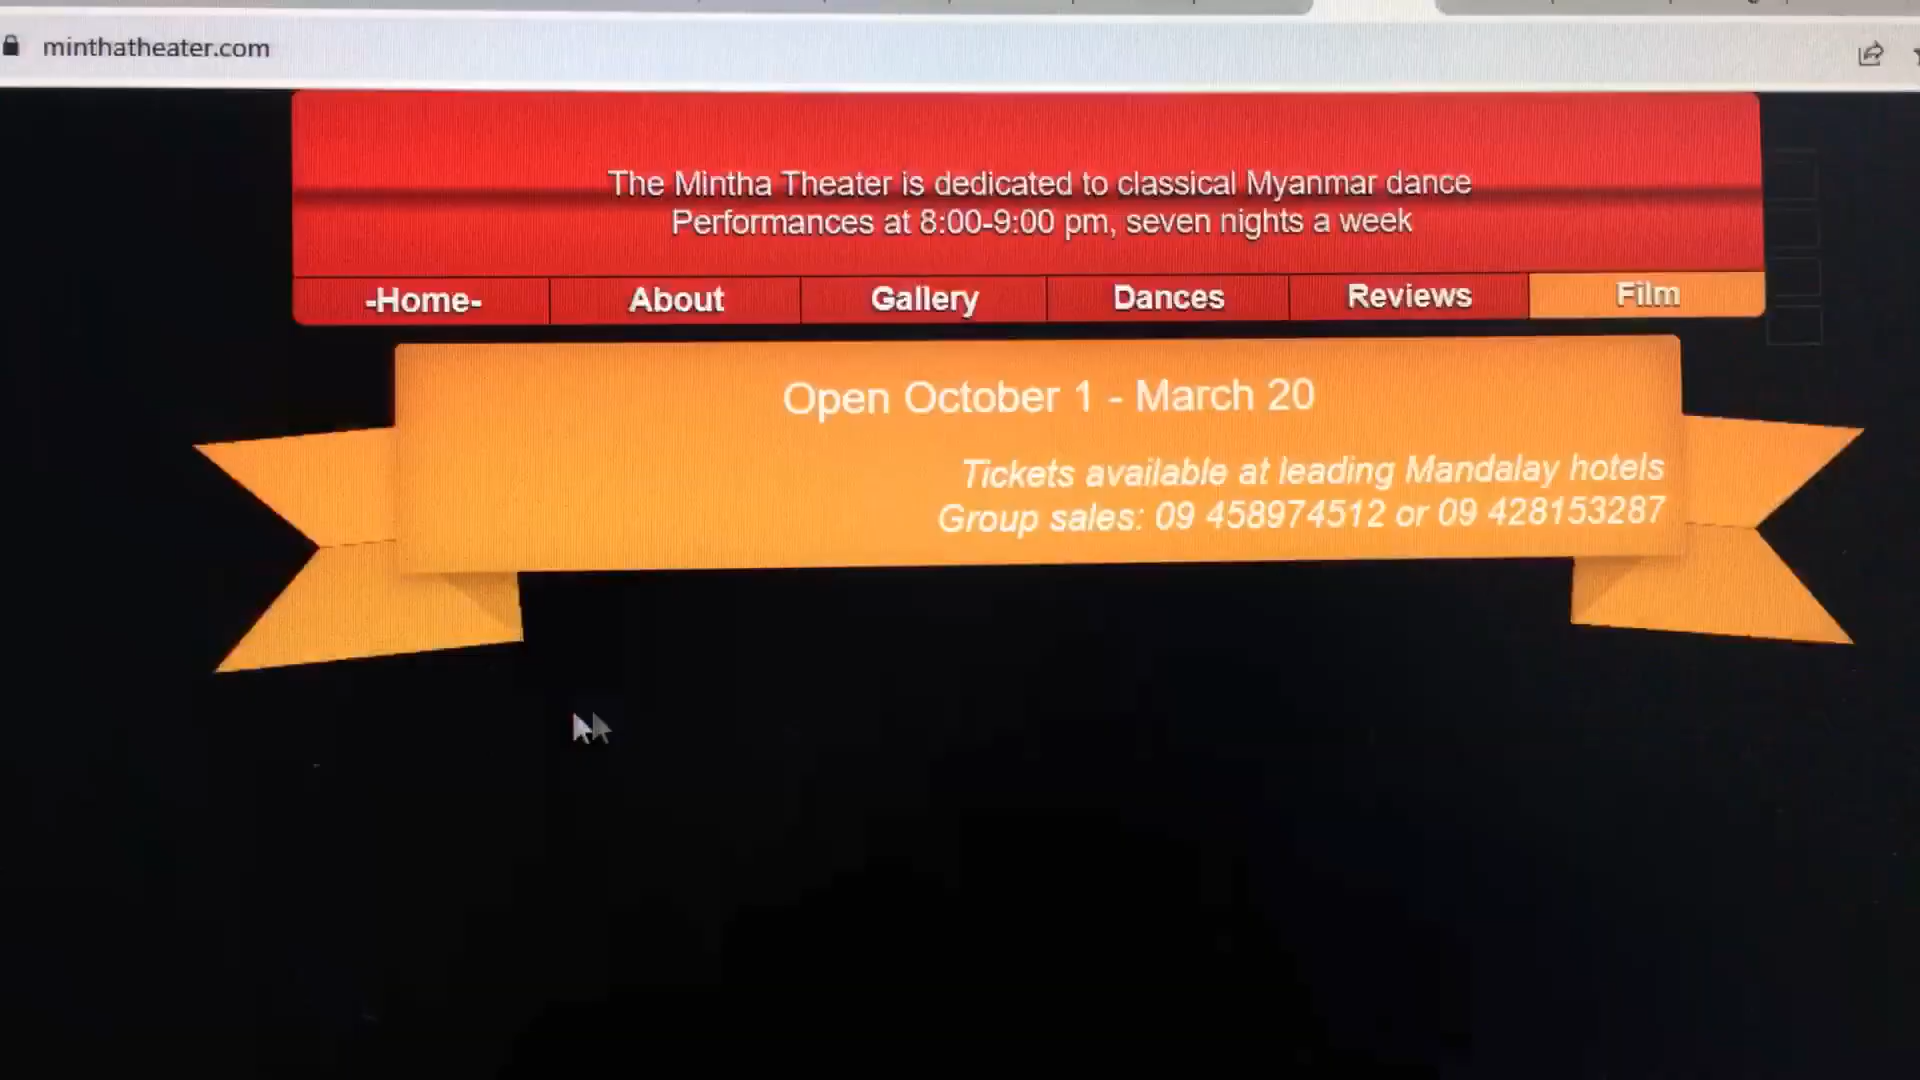 minthatheater.com
The Mintha Theater is dedicated to classical Myanmar dance
Performances at 8:00-9:00 pm, seven nights a week
-Home- About Gallery Dances Reviews Film
Open October 1 - March 20
Tickets available at leading Mandalay hotels
Group sales: 09 458974512 or 09 428153287